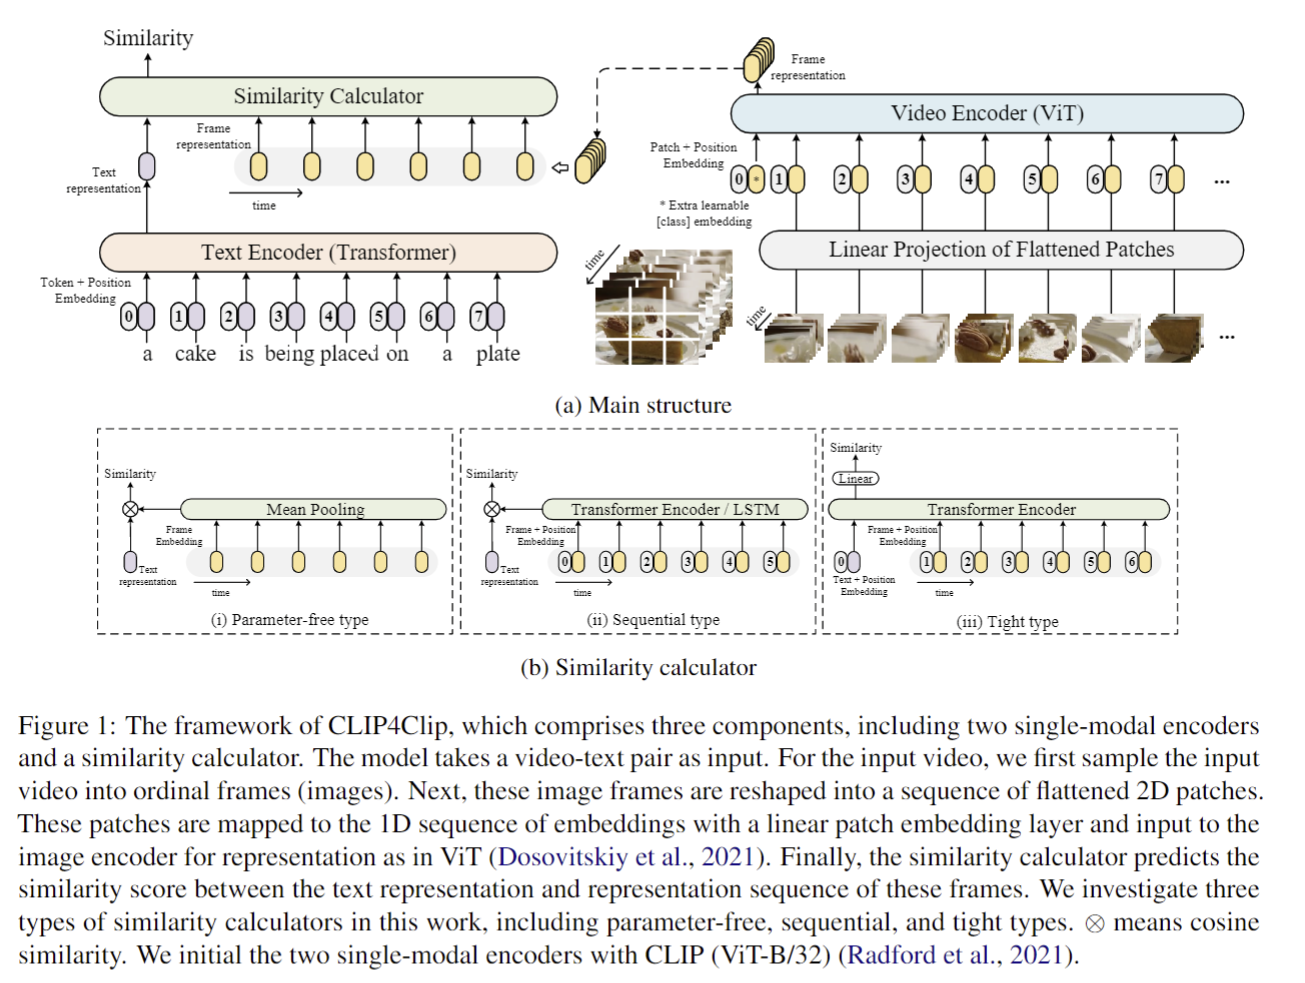 Similarity
Similarity Calculator
Frame
representation
Text
representation
time
Text Encoder (Transformer)
Token + Position
Embedding
0 1 2 3 4 5 6 7
a cake is being placed on a plate
Frame
representation
Video Encoder (ViT)
Patch + Position
Embedding
0 * 1 2 3 4 5 6 7 ...
* Extra learnable
[class] embedding
Linear Projection of Flattened Patches
time
time
...
(a) Main structure
Similarity
Mean Pooling
Frame
Embedding
Text
representation
time
(i) Parameter-free type
Similarity
Transformer Encoder / LSTM
Frame + Position
Embedding
0 1 2 3 4 5
Text
representation
time
(ii) Sequential type
Similarity
Linear
Transformer Encoder
Frame + Position
Embedding
0 1 2 3 4 5 6
Text + Position
Embedding
time
(iii) Tight type
(b) Similarity calculator
Figure 1: The framework of CLIP4Clip, which comprises three components, including two single-modal encoders
and a similarity calculator. The model takes a video-text pair as input. For the input video, we first sample the input
video into ordinal frames (images). Next, these image frames are reshaped into a sequence of flattened 2D patches.
These patches are mapped to the 1D sequence of embeddings with a linear patch embedding layer and input to the
image encoder for representation as in ViT (Dosovitskiy et al., 2021). Finally, the similarity calculator predicts the
similarity score between the text representation and representation sequence of these frames. We investigate three
types of similarity calculators in this work, including parameter-free, sequential, and tight types. ⊗ means cosine
similarity. We initial the two single-modal encoders with CLIP (ViT-B/32) (Radford et al., 2021).